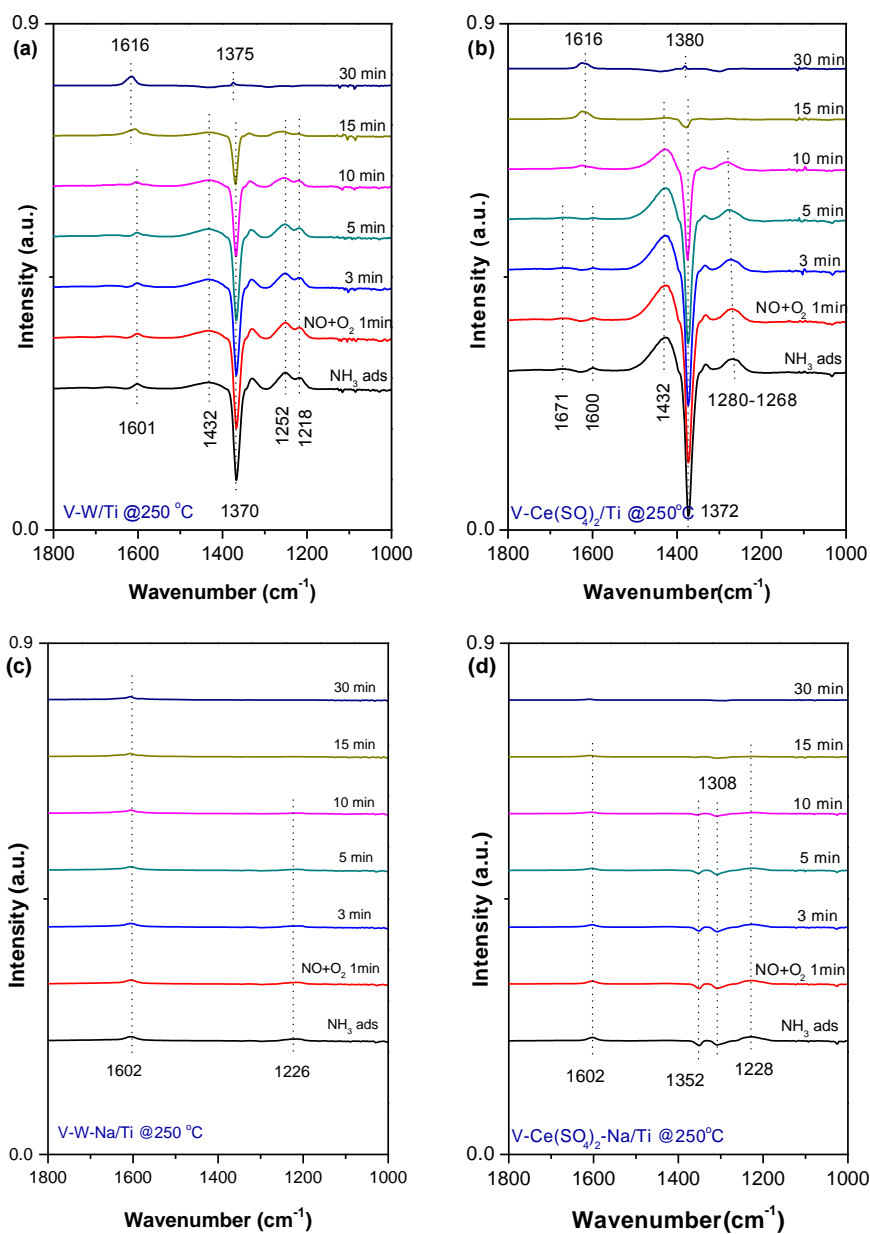 0.9
(a)
1616
1375
30 min
15 min
10 min
5 min
3 min
NO+O₂ 1min
NH₃ ads
1601
1432
1252
1218
1370
V-W/Ti @250 °C
0.0
1800
1600
1400
1200
1000
Wavenumber (cm⁻¹)
Intensity (a.u.)
0.9
(b)
1616
1380
30 min
15 min
10 min
5 min
3 min
NO+O₂ 1min
NH₃ ads
1671
1600
1432
1280-1268
1372
V-Ce(SO₄)₂/Ti @250°C
0.0
1800
1600
1400
1200
1000
Wavenumber(cm⁻¹)
Intensity (a.u.)
0.9
(c)
30 min
15 min
10 min
5 min
3 min
NO+O₂ 1min
NH₃ ads
1602
1226
V-W-Na/Ti @250 °C
0.0
1800
1600
1400
1200
1000
Wavenumber (cm⁻¹)
Intensity (a.u.)
0.9
(d)
30 min
15 min
1308
10 min
5 min
3 min
NO+O₂ 1min
NH₃ ads
1602
1352
1228
V-Ce(SO₄)₂-Na/Ti @250°C
0.0
1800
1600
1400
1200
1000
Wavenumber(cm⁻¹)
Intensity (a.u.)